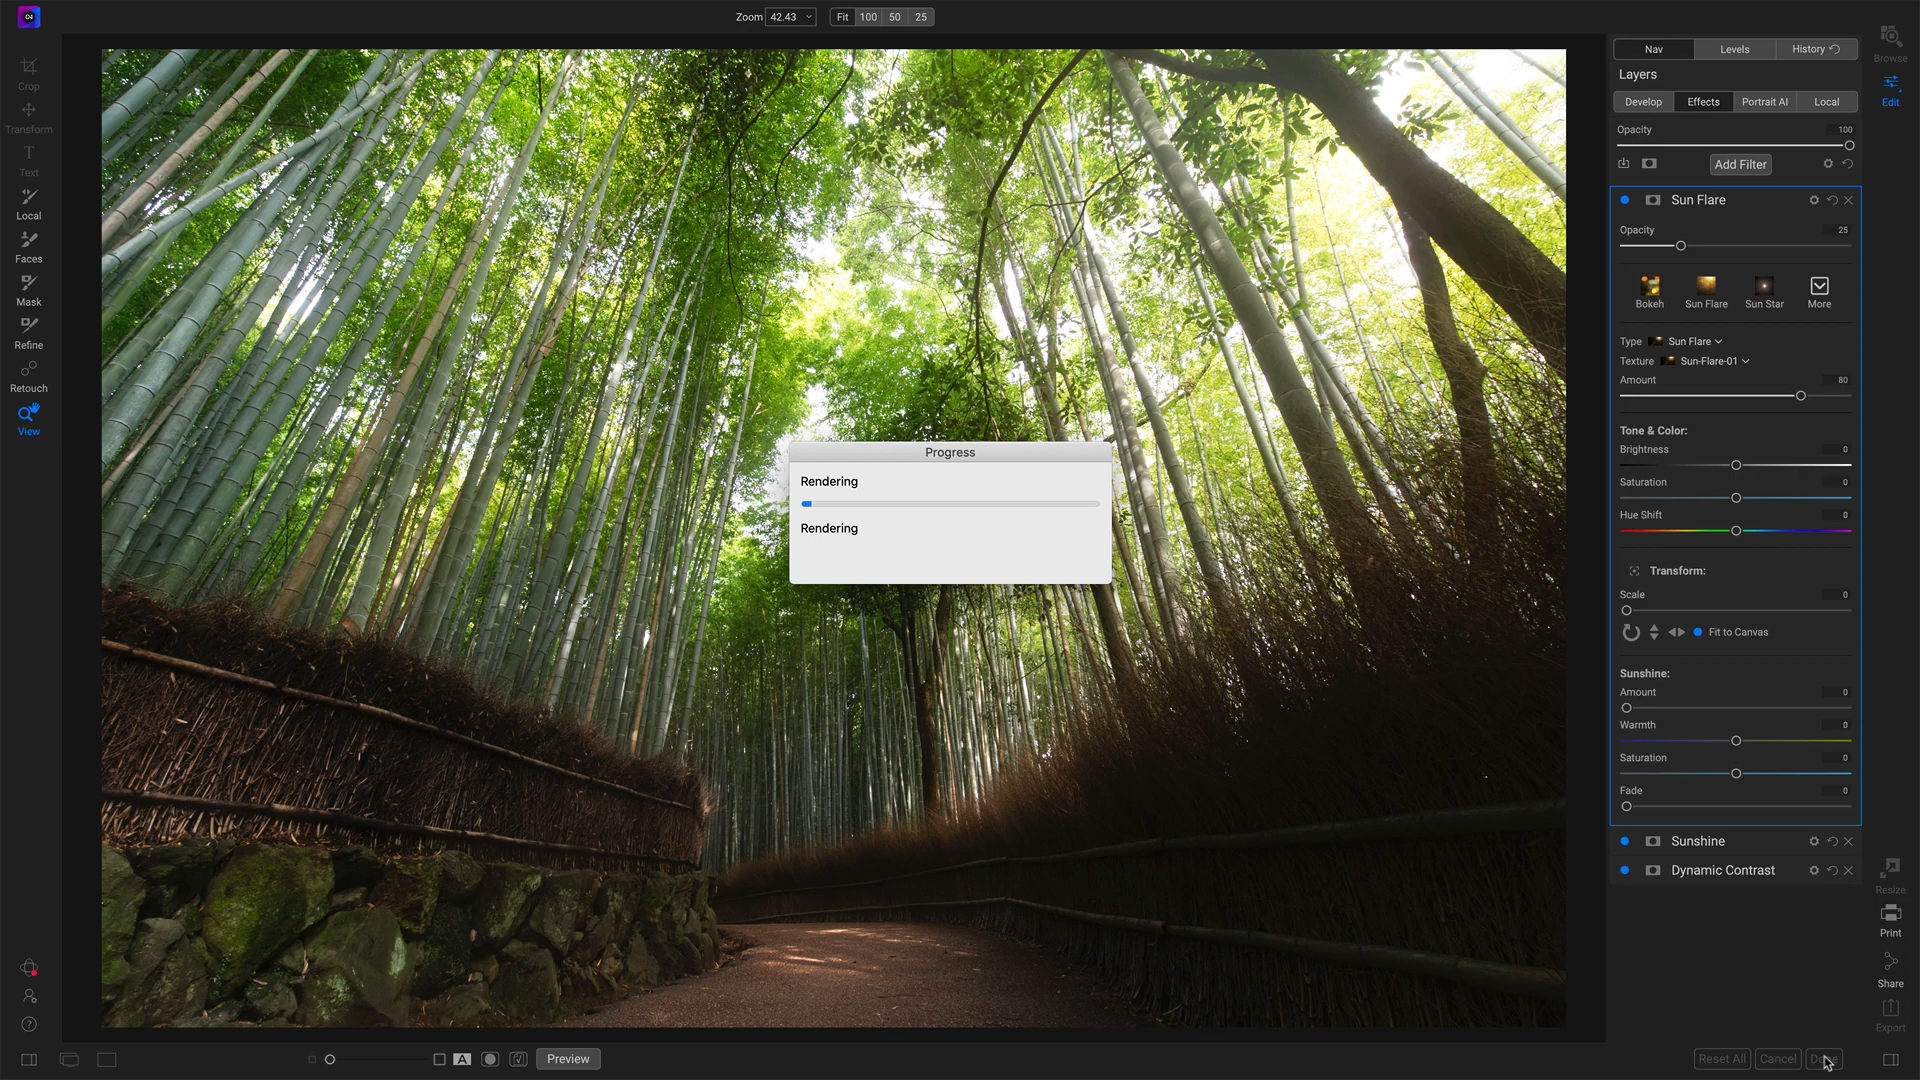 Zoom 42.43 Fit 100 50 25
Crop
Transform
Text
Local
Faces
Mask
Refine
Retouch
View
Progress
Rendering
Rendering
Nav Levels History
Layers
Develop Effects Portrait AI Local
Opacity 100
Add Filter
Sun Flare
Opacity 25
Bokeh Sun Flare Sun Star More
Type Sun Flare
Texture Sun-Flare-01
Amount 80
Tone & Color:
Brightness 0
Saturation 0
Hue Shift 0
Transform:
Scale 0
Fit to Canvas
Sunshine:
Amount 0
Warmth 0
Saturation 0
Fade 0
Sunshine
Dynamic Contrast
Browse
Edit
Resize
Print
Share
Export
A Preview
Reset All Cancel Done